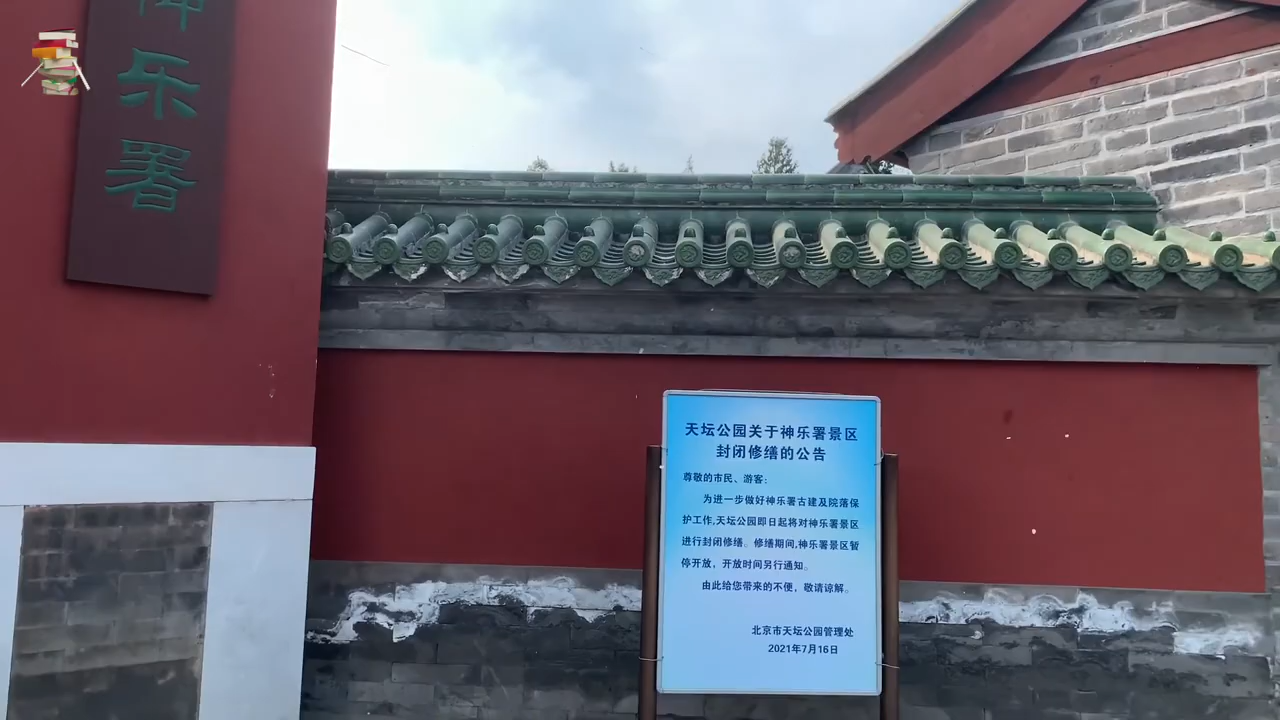 神乐署
天坛公园关于神乐署景区
封闭修缮的公告
尊敬的市民、游客：
为进一步做好神乐署古建及院落保
护工作,天坛公园即日起将对神乐署景区
进行封闭修缮。修缮期间,神乐署景区暂
停开放，开放时间另行通知。
由此给您带来的不便，敬请谅解。
北京市天坛公园管理处
2021年7月16日